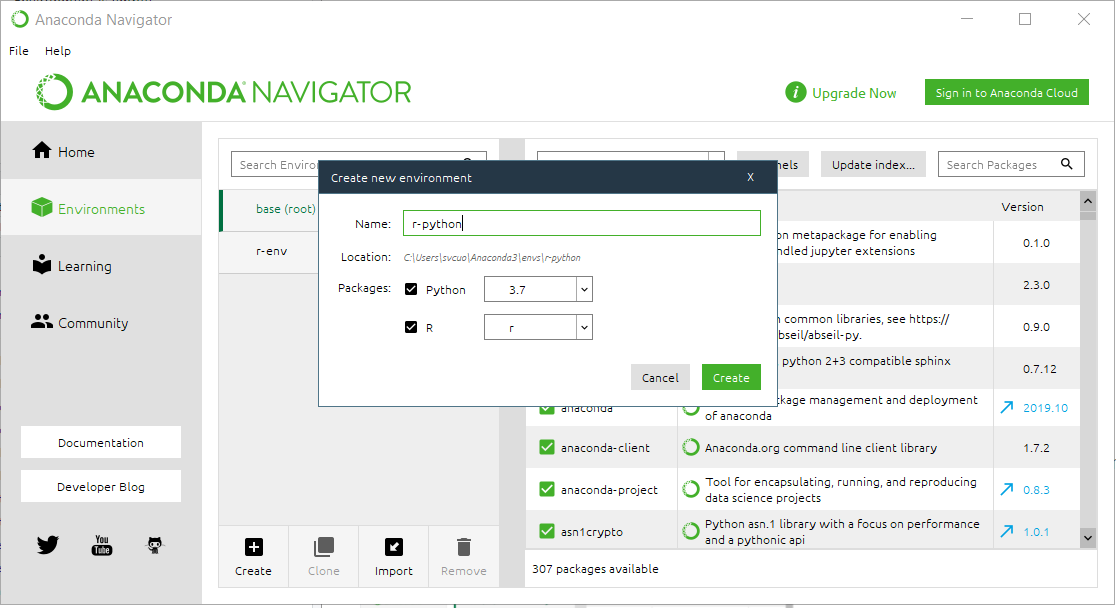 Anaconda Navigator
File Help
ANACONDA NAVIGATOR
i Upgrade Now
Sign in to Anaconda Cloud
Home
Environments
Learning
Community
Documentation
Developer Blog
You
Tube
Search Environ
base (root)
r-env
Create
Clone
Import
Remove
Create new environment
X
Name: r-python
Location: C:\Users\svcuo\Anaconda3\envs\r-python
Packages: Python 3.7
R r
Cancel
Create
nels
Update index...
Search Packages
Version
on metapackage for enabling
ndled jupyter extensions
0.1.0
2.3.0
n common libraries, see https://
bseil/abseil-py.
0.9.0
python 2+3 compatible sphinx
0.7.12
anaconda
ckage management and deployment
of anaconda
2019.10
anaconda-client
Anaconda.org command line client library
1.7.2
anaconda-project
Tool for encapsulating, running, and reproducing
data science projects
0.8.3
asn1crypto
Python asn.1 library with a focus on performance
and a pythonic api
1.0.1
307 packages available